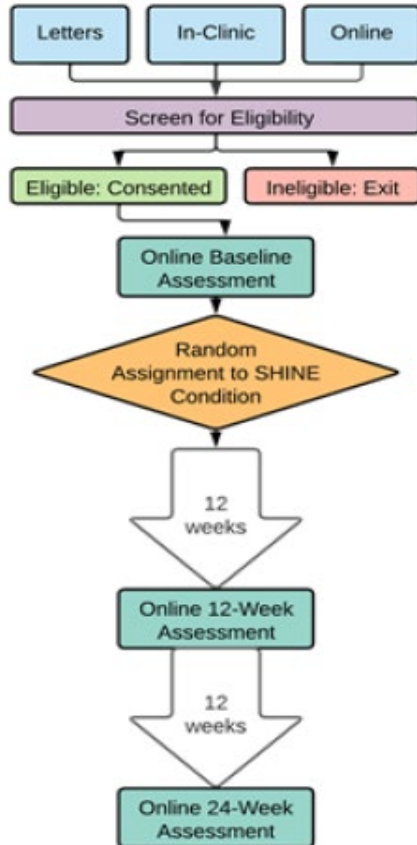 Letters
In-Clinic
Online
Screen for Eligibility
Eligible: Consented
Ineligible: Exit
Online Baseline
Assessment
Random
Assignment to SHINE
Condition
12
weeks
Online 12-Week
Assessment
12
weeks
Online 24-Week
Assessment